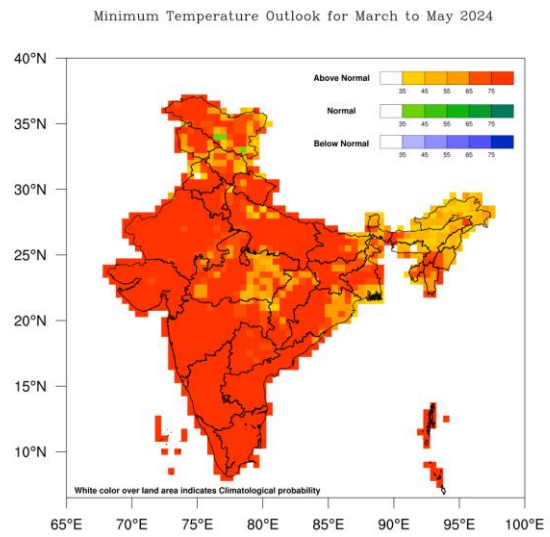 Minimum Temperature Outlook for March to May 2024
40°N
35°N
30°N
25°N
20°N
15°N
10°N
Above Normal
35 45 55 65 75
Normal
35 45 55 65 75
Below Normal
35 45 55 65 75
White color over land area indicates Climatological probability
65°E 70°E 75°E 80°E 85°E 90°E 95°E 100°E